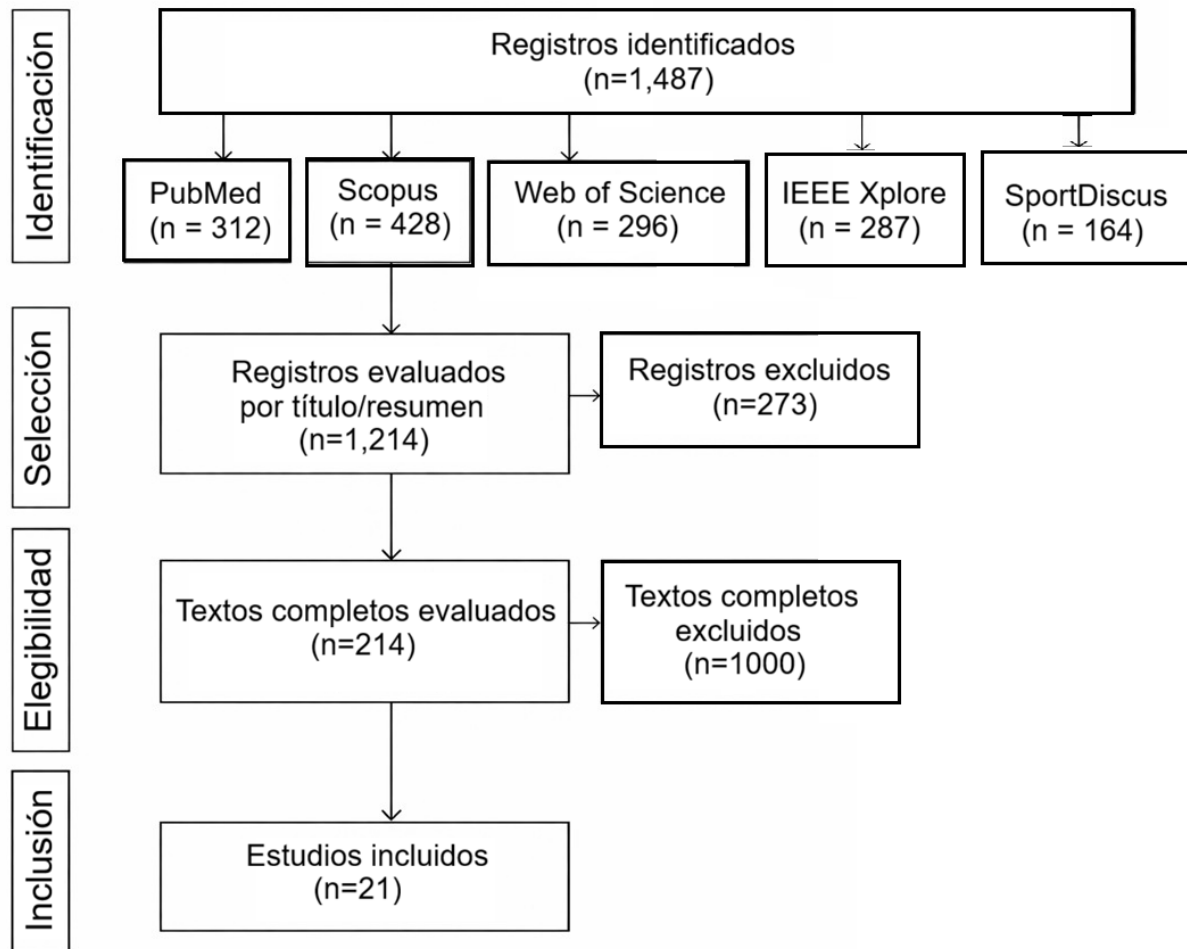 Identificación
Registros identificados
(n=1,487)
PubMed
(n = 312)
Scopus
(n = 428)
Web of Science
(n = 296)
IEEE Xplore
(n = 287)
SportDiscus
(n = 164)
Selección
Registros evaluados
por título/resumen
(n=1,214)
Registros excluidos
(n=273)
Elegibilidad
Textos completos evaluados
(n=214)
Textos completos
excluidos
(n=1000)
Inclusión
Estudios incluidos
(n=21)